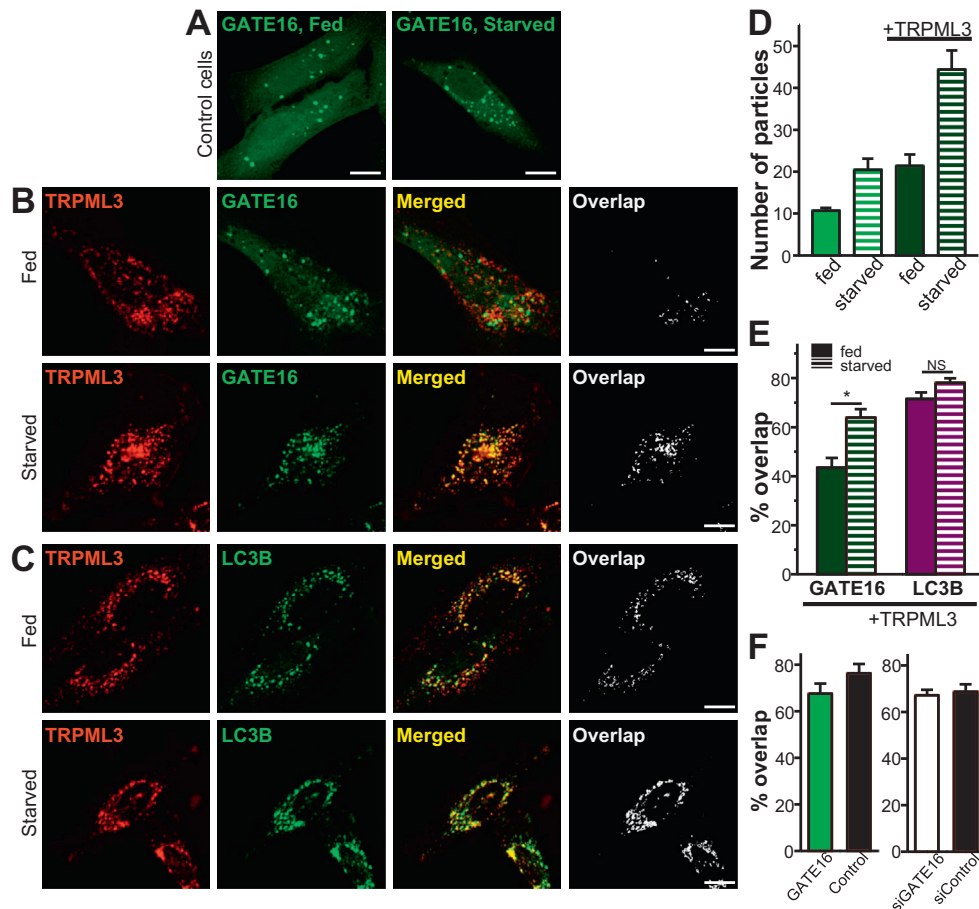 A
GATE16, Fed
GATE16, Starved
Control cells
B
TRPML3
GATE16
Merged
Overlap
Fed
TRPML3
GATE16
Merged
Overlap
Starved
C
TRPML3
LC3B
Merged
Overlap
Fed
TRPML3
LC3B
Merged
Overlap
Starved
D
+TRPML3
Number of particles
50
40
30
20
10
0
fed
starved
fed
starved
E
fed
starved
% overlap
80
60
40
20
0
*
NS
GATE16
LC3B
+TRPML3
F
% overlap
80
60
40
20
0
GATE16
Control
80
60
40
20
0
siGATE16
siControl